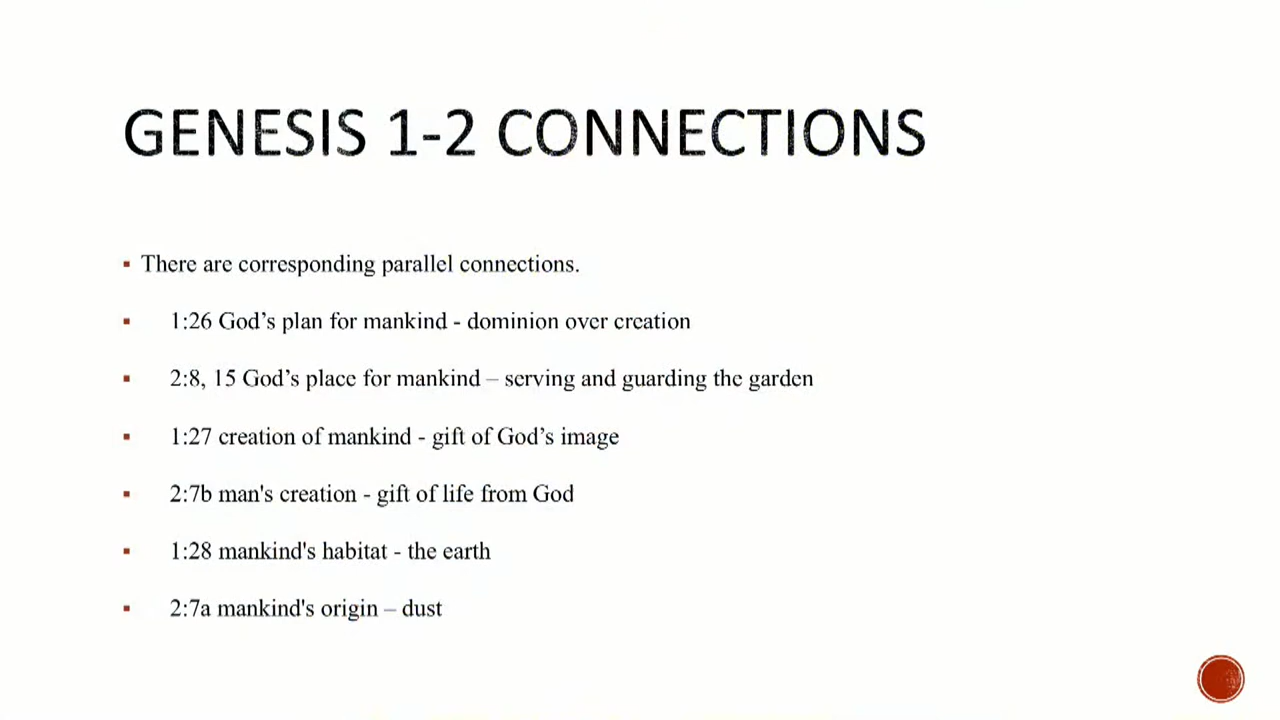 GENESIS 1-2 CONNECTIONS
There are corresponding parallel connections.
1:26 God’s plan for mankind - dominion over creation
2:8, 15 God’s place for mankind – serving and guarding the garden
1:27 creation of mankind - gift of God’s image
2:7b man's creation - gift of life from God
1:28 mankind's habitat - the earth
2:7a mankind's origin – dust